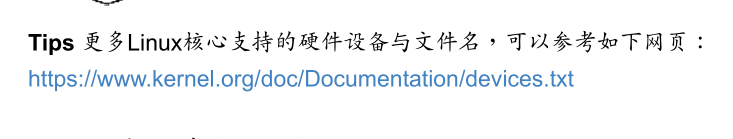 Tips 更多Linux核心支持的硬件设备与文件名，可以参考如下网页：
https://www.kernel.org/doc/Documentation/devices.txt